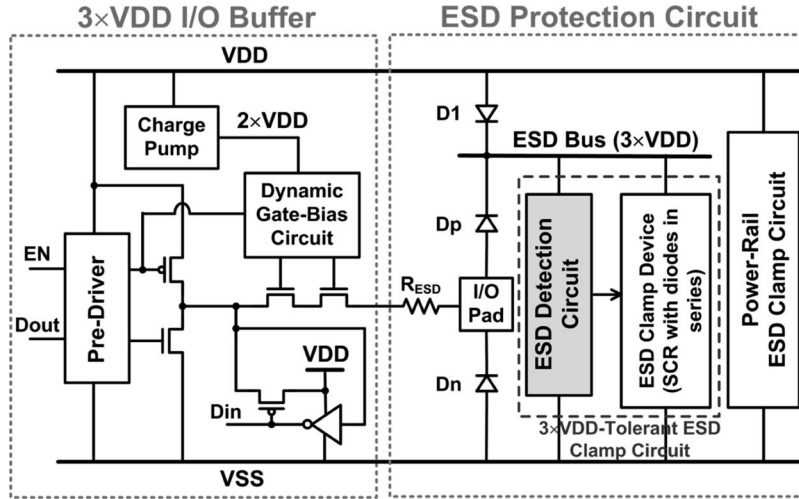 3×VDD I/O Buffer
ESD Protection Circuit
VDD
Charge
Pump
2×VDD
Dynamic
Gate-Bias
Circuit
EN
Dout
Pre-Driver
Din
VDD
VSS
R_ESD
D1
ESD Bus (3×VDD)
Dp
I/O
Pad
Dn
ESD Detection
Circuit
ESD Clamp Device
(SCR with diodes in
series)
3×VDD-Tolerant ESD
Clamp Circuit
Power-Rail
ESD Clamp Circuit